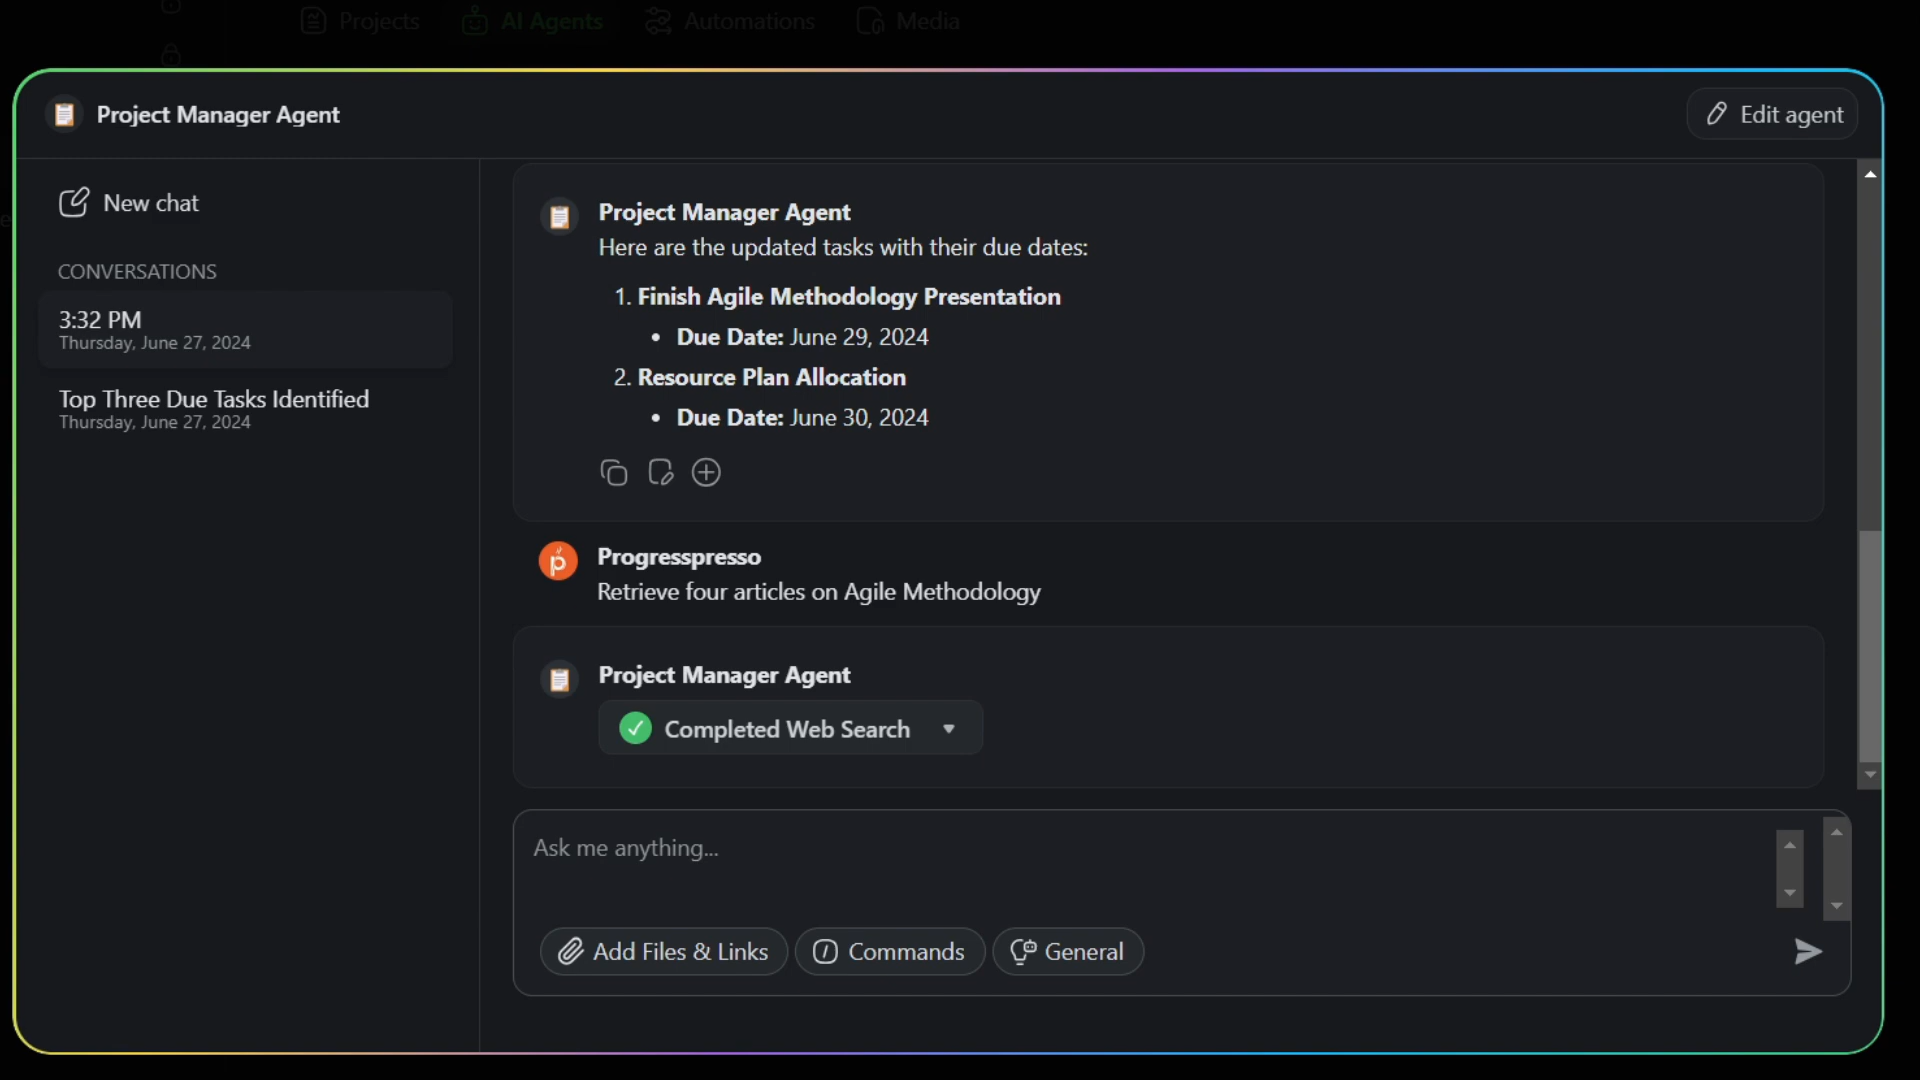 Projects
AI Agents
Automations
Media
Project Manager Agent
Edit agent
New chat
CONVERSATIONS
3:32 PM
Thursday, June 27, 2024
Top Three Due Tasks Identified
Thursday, June 27, 2024
Project Manager Agent
Here are the updated tasks with their due dates:
1. Finish Agile Methodology Presentation
• Due Date: June 29, 2024
2. Resource Plan Allocation
• Due Date: June 30, 2024
Progresspresso
Retrieve four articles on Agile Methodology
Project Manager Agent
Completed Web Search
Ask me anything...
Add Files & Links
Commands
General